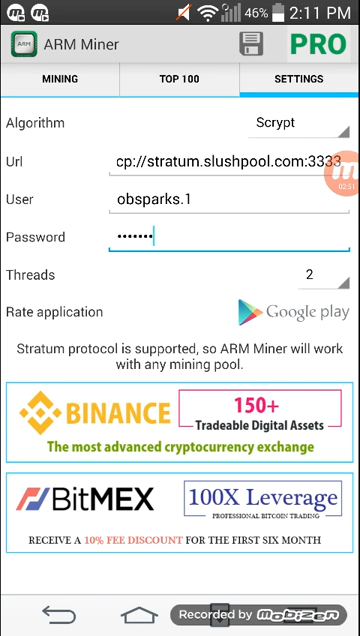 46% 2:11 PM
ARM
ARM Miner
PRO
MINING
TOP 100
SETTINGS
Algorithm
Scrypt
Url
cp://stratum.slushpool.com:3333
02:51
User
obsparks.1
Password
•••••••
Threads
2
Rate application
Google play
Stratum protocol is supported, so ARM Miner will work
with any mining pool.
BINANCE
150+
Tradeable Digital Assets
The most advanced cryptocurrency exchange
BitMEX
100X Leverage
PROFESSIONAL BITCOIN TRADING
RECEIVE A 10% FEE DISCOUNT FOR THE FIRST SIX MONTH
Recorded by mobizen